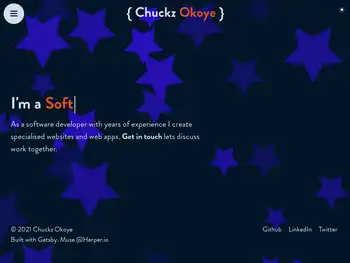 { Chuckz Okoye }
I'm a Soft
As a software developer with years of experience I create
specialised websites and web apps. Get in touch lets discuss
work together.
© 2021 Chuckz Okoye
Github LinkedIn Twitter
Built with Gatsby. Muse @Herper.io